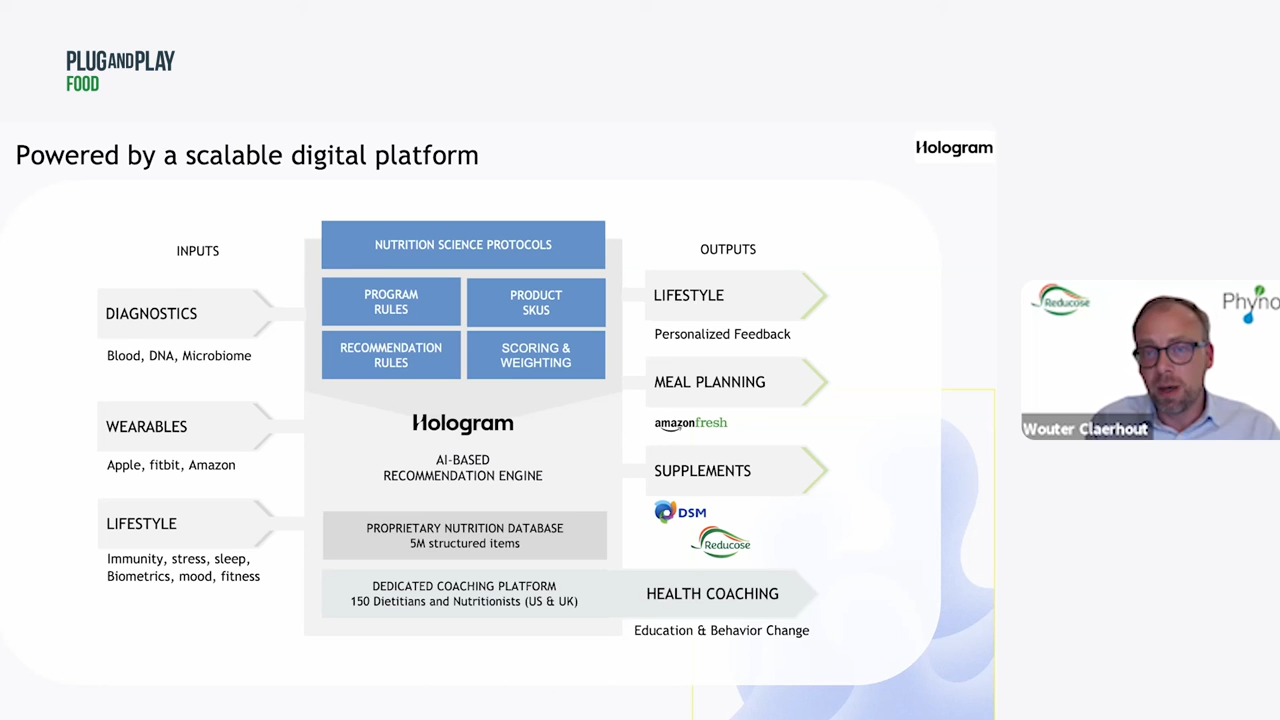 PLUGANDPLAY
FOOD
Powered by a scalable digital platform
Hologram
INPUTS
DIAGNOSTICS
Blood, DNA, Microbiome
WEARABLES
Apple, fitbit, Amazon
LIFESTYLE
Immunity, stress, sleep,
Biometrics, mood, fitness
NUTRITION SCIENCE PROTOCOLS
PROGRAM
RULES
PRODUCT
SKUS
RECOMMENDATION
RULES
SCORING &
WEIGHTING
Hologram
AI-BASED
RECOMMENDATION ENGINE
PROPRIETARY NUTRITION DATABASE
5M structured items
DEDICATED COACHING PLATFORM
150 Dietitians and Nutritionists (US & UK)
OUTPUTS
LIFESTYLE
Personalized Feedback
MEAL PLANNING
amazonfresh
SUPPLEMENTS
DSM
Reducose
HEALTH COACHING
Education & Behavior Change
Reducose
Phyno
Wouter Claerhout